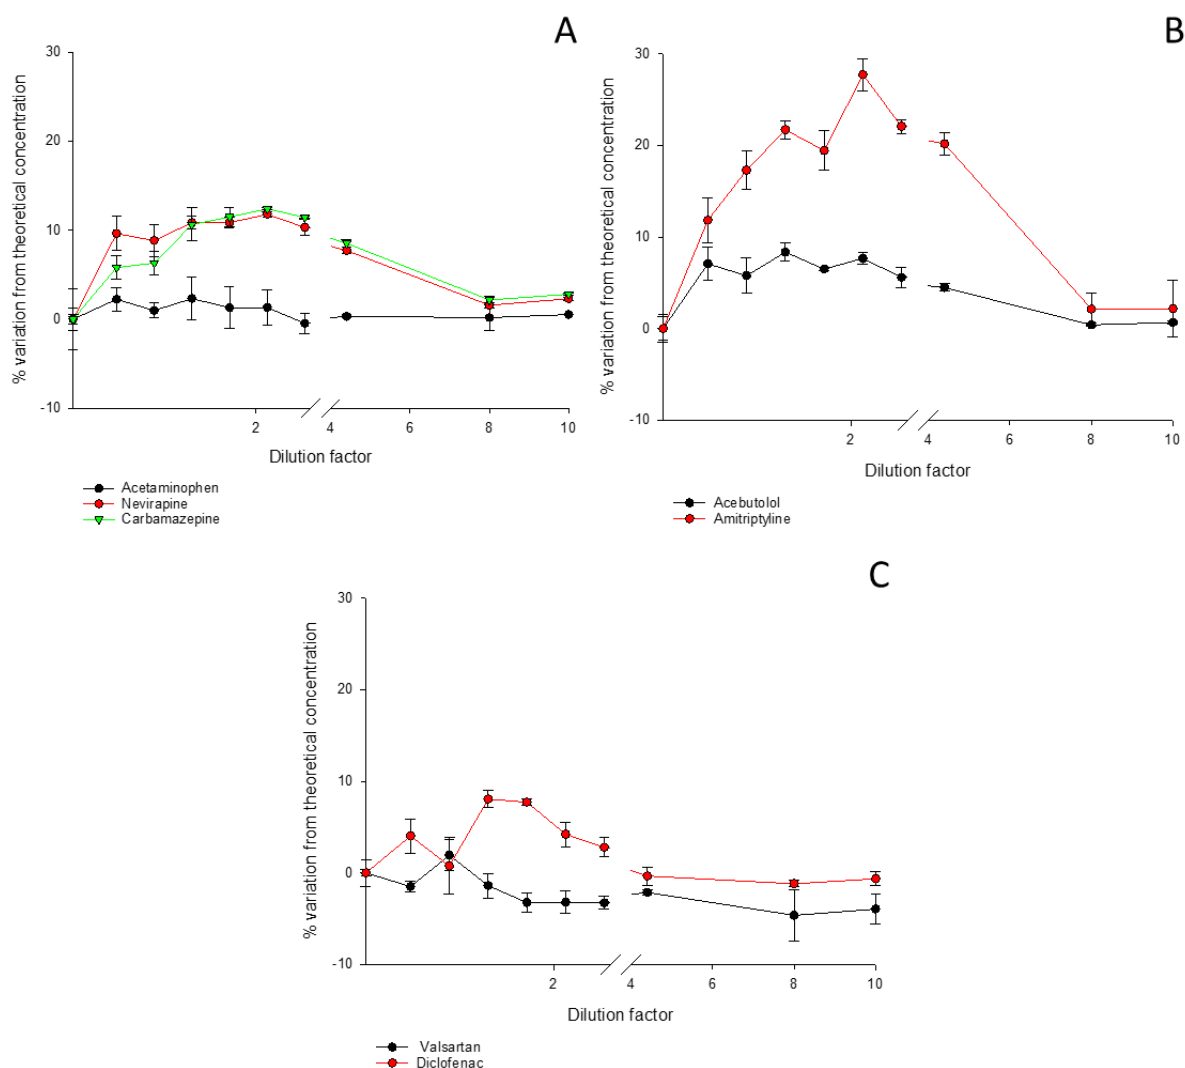 A
% variation from theoretical concentration
30
20
10
0
-10
2
4
6
8
10
Dilution factor
Acetaminophen
Nevirapine
Carbamazepine
B
% variation from theoretical concentration
30
20
10
0
-10
2
4
6
8
10
Dilution factor
Acebutolol
Amitriptyline
C
% variation from theoretical concentration
30
20
10
0
-10
2
4
6
8
10
Dilution factor
Valsartan
Diclofenac